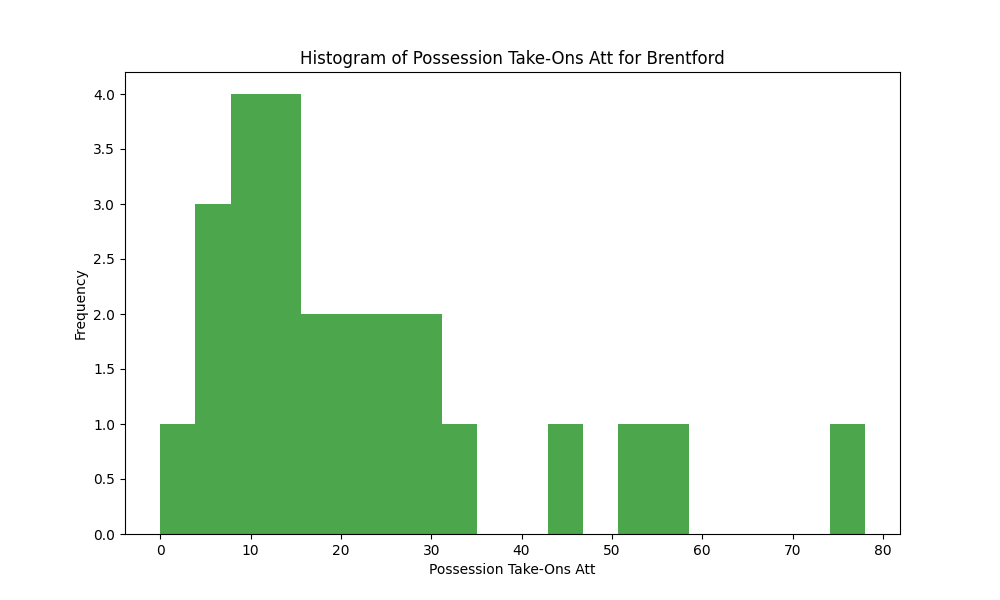 Histogram of Possession Take-Ons Att for Brentford
4.0
3.5
3.0
2.5
2.0
1.5
1.0
0.5
0.0
Frequency
0 10 20 30 40 50 60 70 80
Possession Take-Ons Att